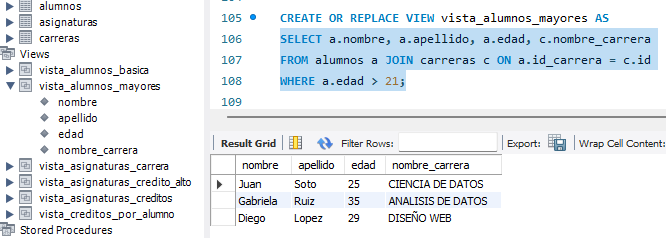 alumnos
asignaturas
carreras
Views
vista_alumnos_basica
vista_alumnos_mayores
nombre
apellido
edad
nombre_carrera
vista_asignaturas_carrera
vista_asignaturas_credito_alto
vista_asignaturas_creditos
vista_creditos_por_alumno
Stored Procedures
105 CREATE OR REPLACE VIEW vista_alumnos_mayores AS
106 SELECT a.nombre, a.apellido, a.edad, c.nombre_carrera
107 FROM alumnos a JOIN carreras c ON a.id_carrera = c.id
108 WHERE a.edad > 21;
109
Result Grid Filter Rows: Export: Wrap Cell Content:
nombre apellido edad nombre_carrera
Juan Soto 25 CIENCIA DE DATOS
Gabriela Ruiz 35 ANALISIS DE DATOS
Diego Lopez 29 DISEÑO WEB